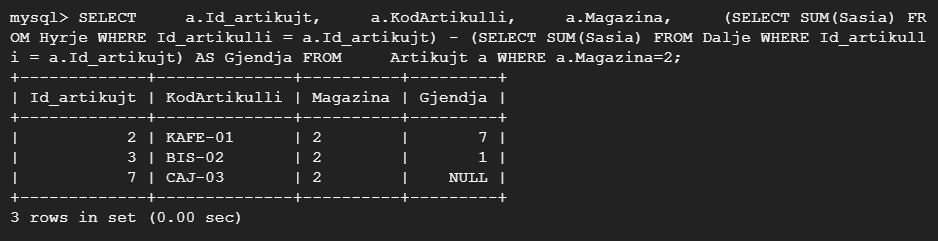 mysql> SELECT     a.Id_artikujt,     a.KodArtikulli,     a.Magazina,     (SELECT SUM(Sasia) FR
OM Hyrje WHERE Id_artikulli = a.Id_artikujt) - (SELECT SUM(Sasia) FROM Dalje WHERE Id_artikull
i = a.Id_artikujt) AS Gjendja FROM     Artikujt a WHERE a.Magazina=2;
+-------------+--------------+----------+---------+
| Id_artikujt | KodArtikulli | Magazina | Gjendja |
+-------------+--------------+----------+---------+
|           2 | KAFE-01      | 2        |       7 |
|           3 | BIS-02       | 2        |       1 |
|           7 | CAJ-03       | 2        |    NULL |
+-------------+--------------+----------+---------+
3 rows in set (0.00 sec)